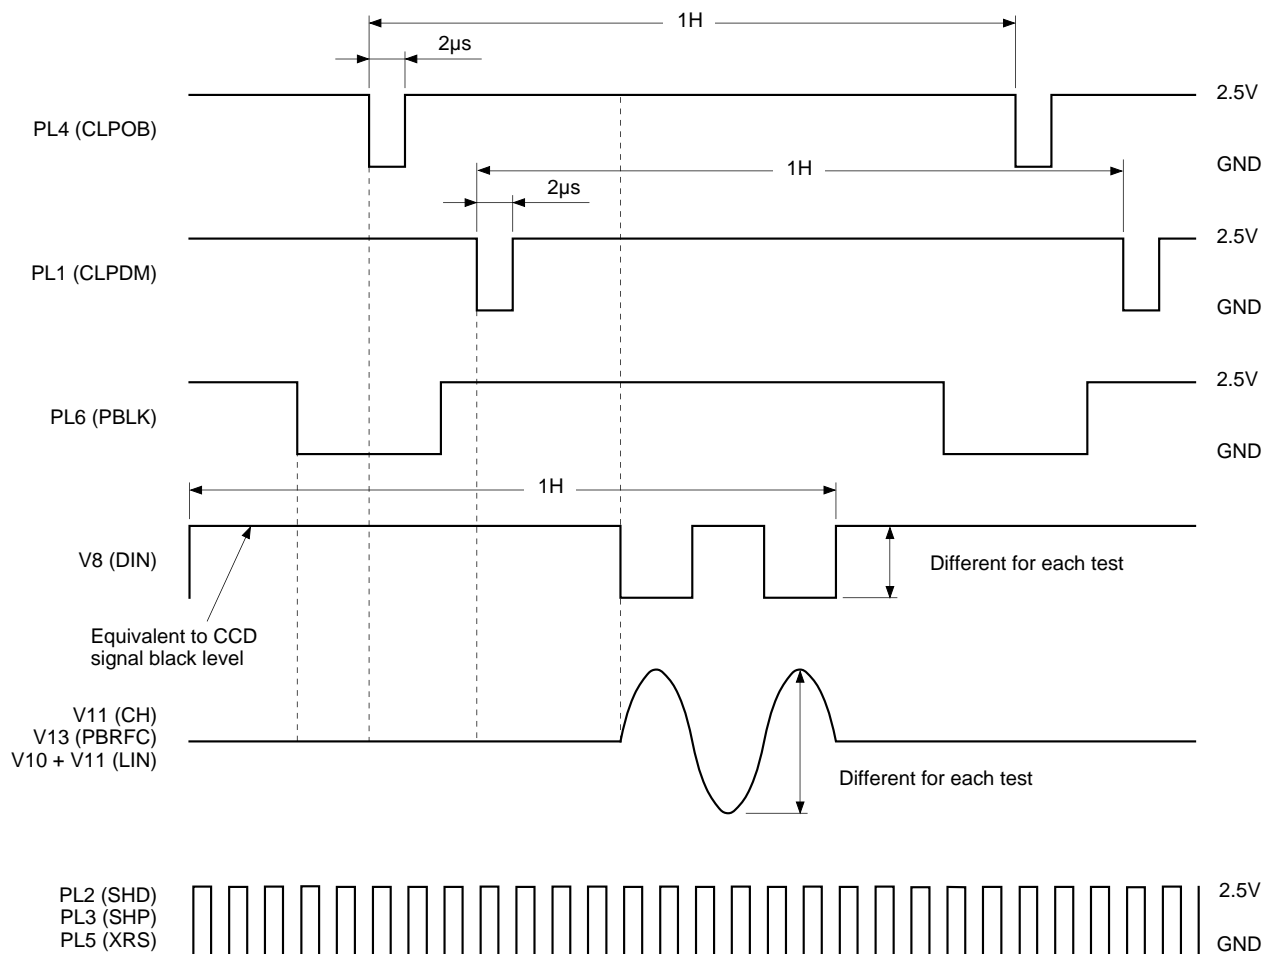 1H
2µs
PL4 (CLPOB)
2.5V
GND
1H
2µs
PL1 (CLPDM)
2.5V
GND
PL6 (PBLK)
2.5V
GND
1H
V8 (DIN)
Different for each test
Equivalent to CCD
signal black level
V11 (CH)
V13 (PBRFC)
V10 + V11 (LIN)
Different for each test
PL2 (SHD)
PL3 (SHP)
PL5 (XRS)
2.5V
GND